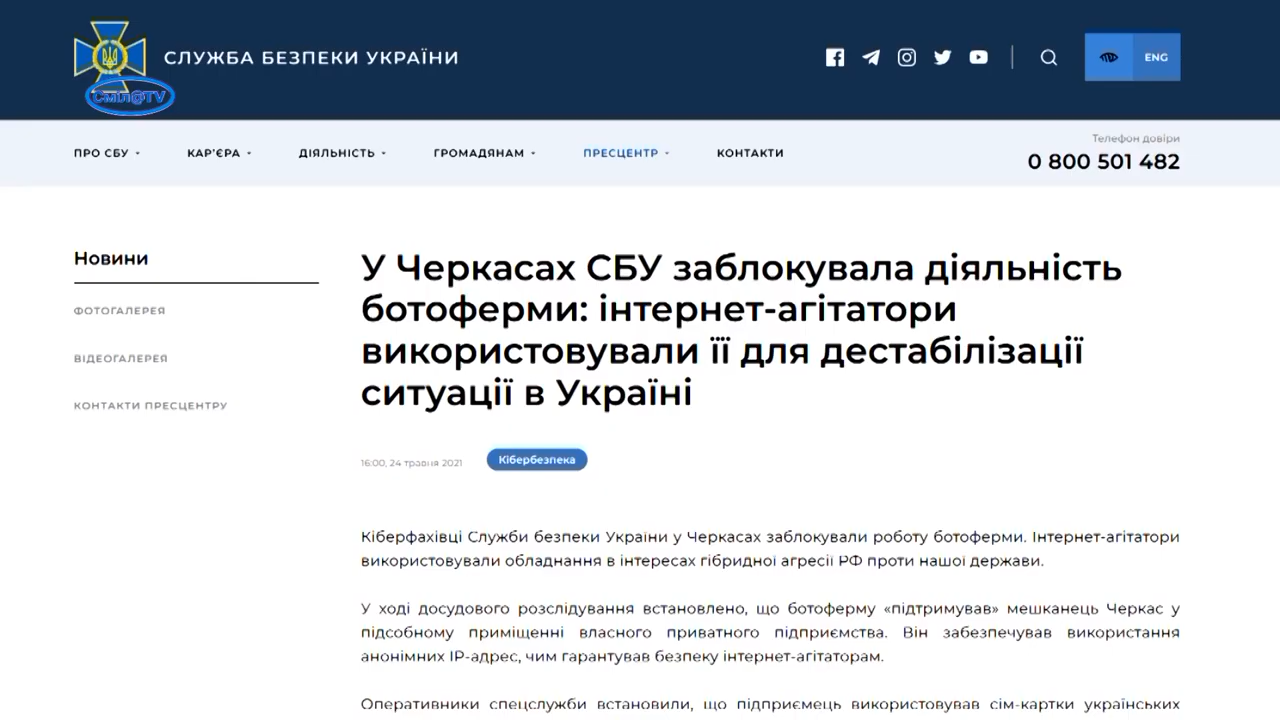 СЛУЖБА БЕЗПЕКИ УКРАЇНИ
Сміл@TV
ENG
ПРО СБУ
КАР'ЄРА
ДІЯЛЬНІСТЬ
ГРОМАДЯНАМ
ПРЕСЦЕНТР
КОНТАКТИ
Телефон довіри
0 800 501 482
Новини
ФОТОГАЛЕРЕЯ
ВІДЕОГАЛЕРЕЯ
КОНТАКТИ ПРЕСЦЕНТРУ
У Черкасах СБУ заблокувала діяльність
ботоферми: інтернет-агітатори
використовували її для дестабілізації
ситуації в Україні
16:00, 24 травня 2021
Кібербезпека
Кіберфахівці Служби безпеки України у Черкасах заблокували роботу ботоферми. Інтернет-агітатори
використовували обладнання в інтересах гібридної агресії РФ проти нашої держави.
У ході досудового розслідування встановлено, що ботоферму «підтримував» мешканець Черкас у
підсобному приміщенні власного приватного підприємства. Він забезпечував використання
анонімних IP-адрес, чим гарантував безпеку інтернет-агітаторам.
Оперативники спецслужби встановили, що підприємець використовував сім-картки українських